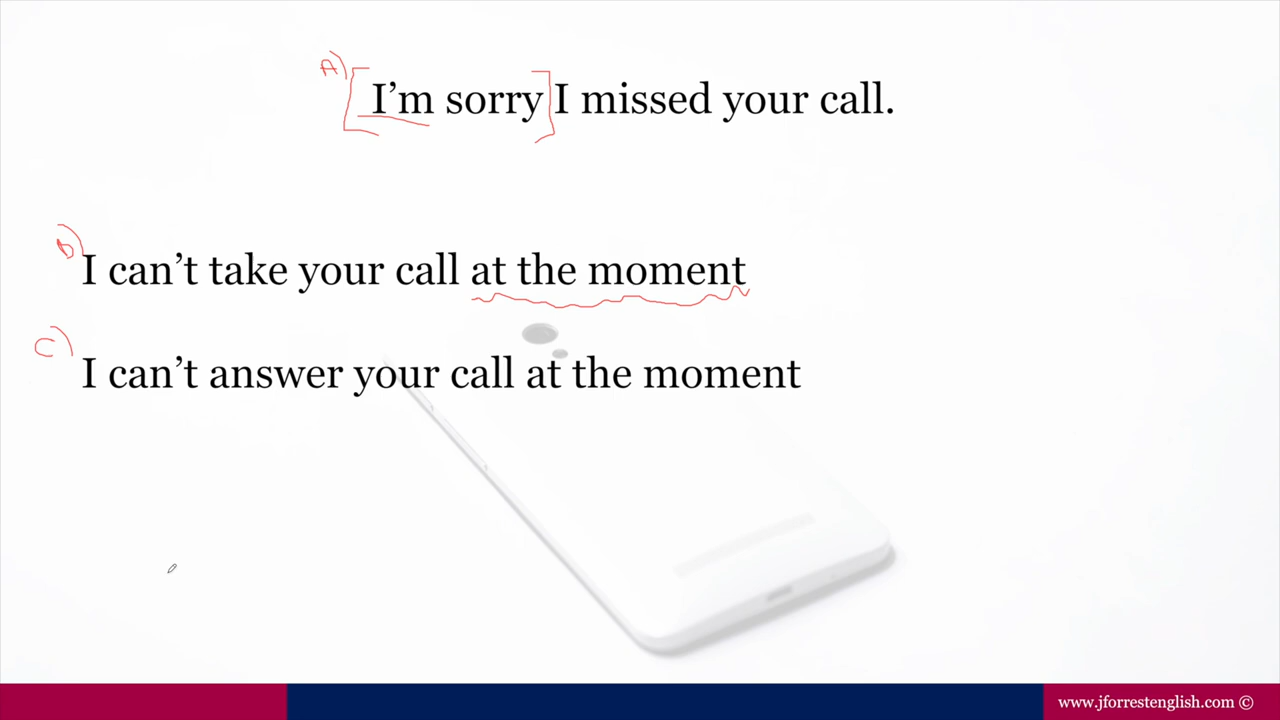 A) [I'm sorry] I missed your call.
B) I can't take your call at the moment
C) I can't answer your call at the moment
www.jforrestenglish.com ©